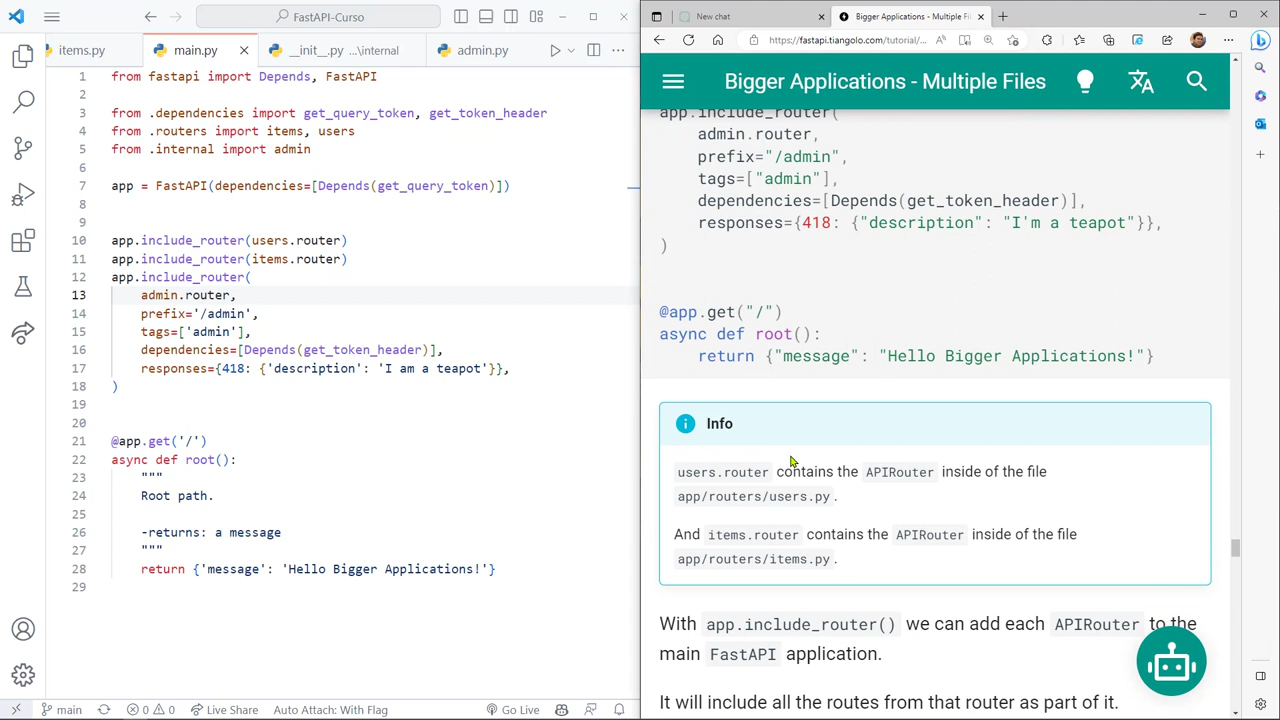 FastAPI-Curso
items.py
main.py
__init__.py ...\internal
admin.py
1 from fastapi import Depends, FastAPI
2
3 from .dependencies import get_query_token, get_token_header
4 from .routers import items, users
5 from .internal import admin
6
7 app = FastAPI(dependencies=[Depends(get_query_token)])
8
9
10 app.include_router(users.router)
11 app.include_router(items.router)
12 app.include_router(
13 admin.router,
14 prefix='/admin',
15 tags=['admin'],
16 dependencies=[Depends(get_token_header)],
17 responses={418: {'description': 'I am a teapot'}},
18 )
19
20
21 @app.get('/')
22 async def root():
23 """
24 Root path.
25
26 -returns: a message
27 """
28 return {'message': 'Hello Bigger Applications!'}
29
main
0
0
Live Share
Auto Attach: With Flag
Go Live
New chat
Bigger Applications - Multiple Fi
https://fastapi.tiangolo.com/tutorial/...
Bigger Applications - Multiple Files
app.include_router(
admin.router,
prefix="/admin",
tags=["admin"],
dependencies=[Depends(get_token_header)],
responses={418: {"description": "I'm a teapot"}},
)
@app.get("/")
async def root():
return {"message": "Hello Bigger Applications!"}
Info
users.router contains the APIRouter inside of the file
app/routers/users.py.
And items.router contains the APIRouter inside of the file
app/routers/items.py.
With app.include_router() we can add each APIRouter to the
main FastAPI application.
It will include all the routes from that router as part of it.